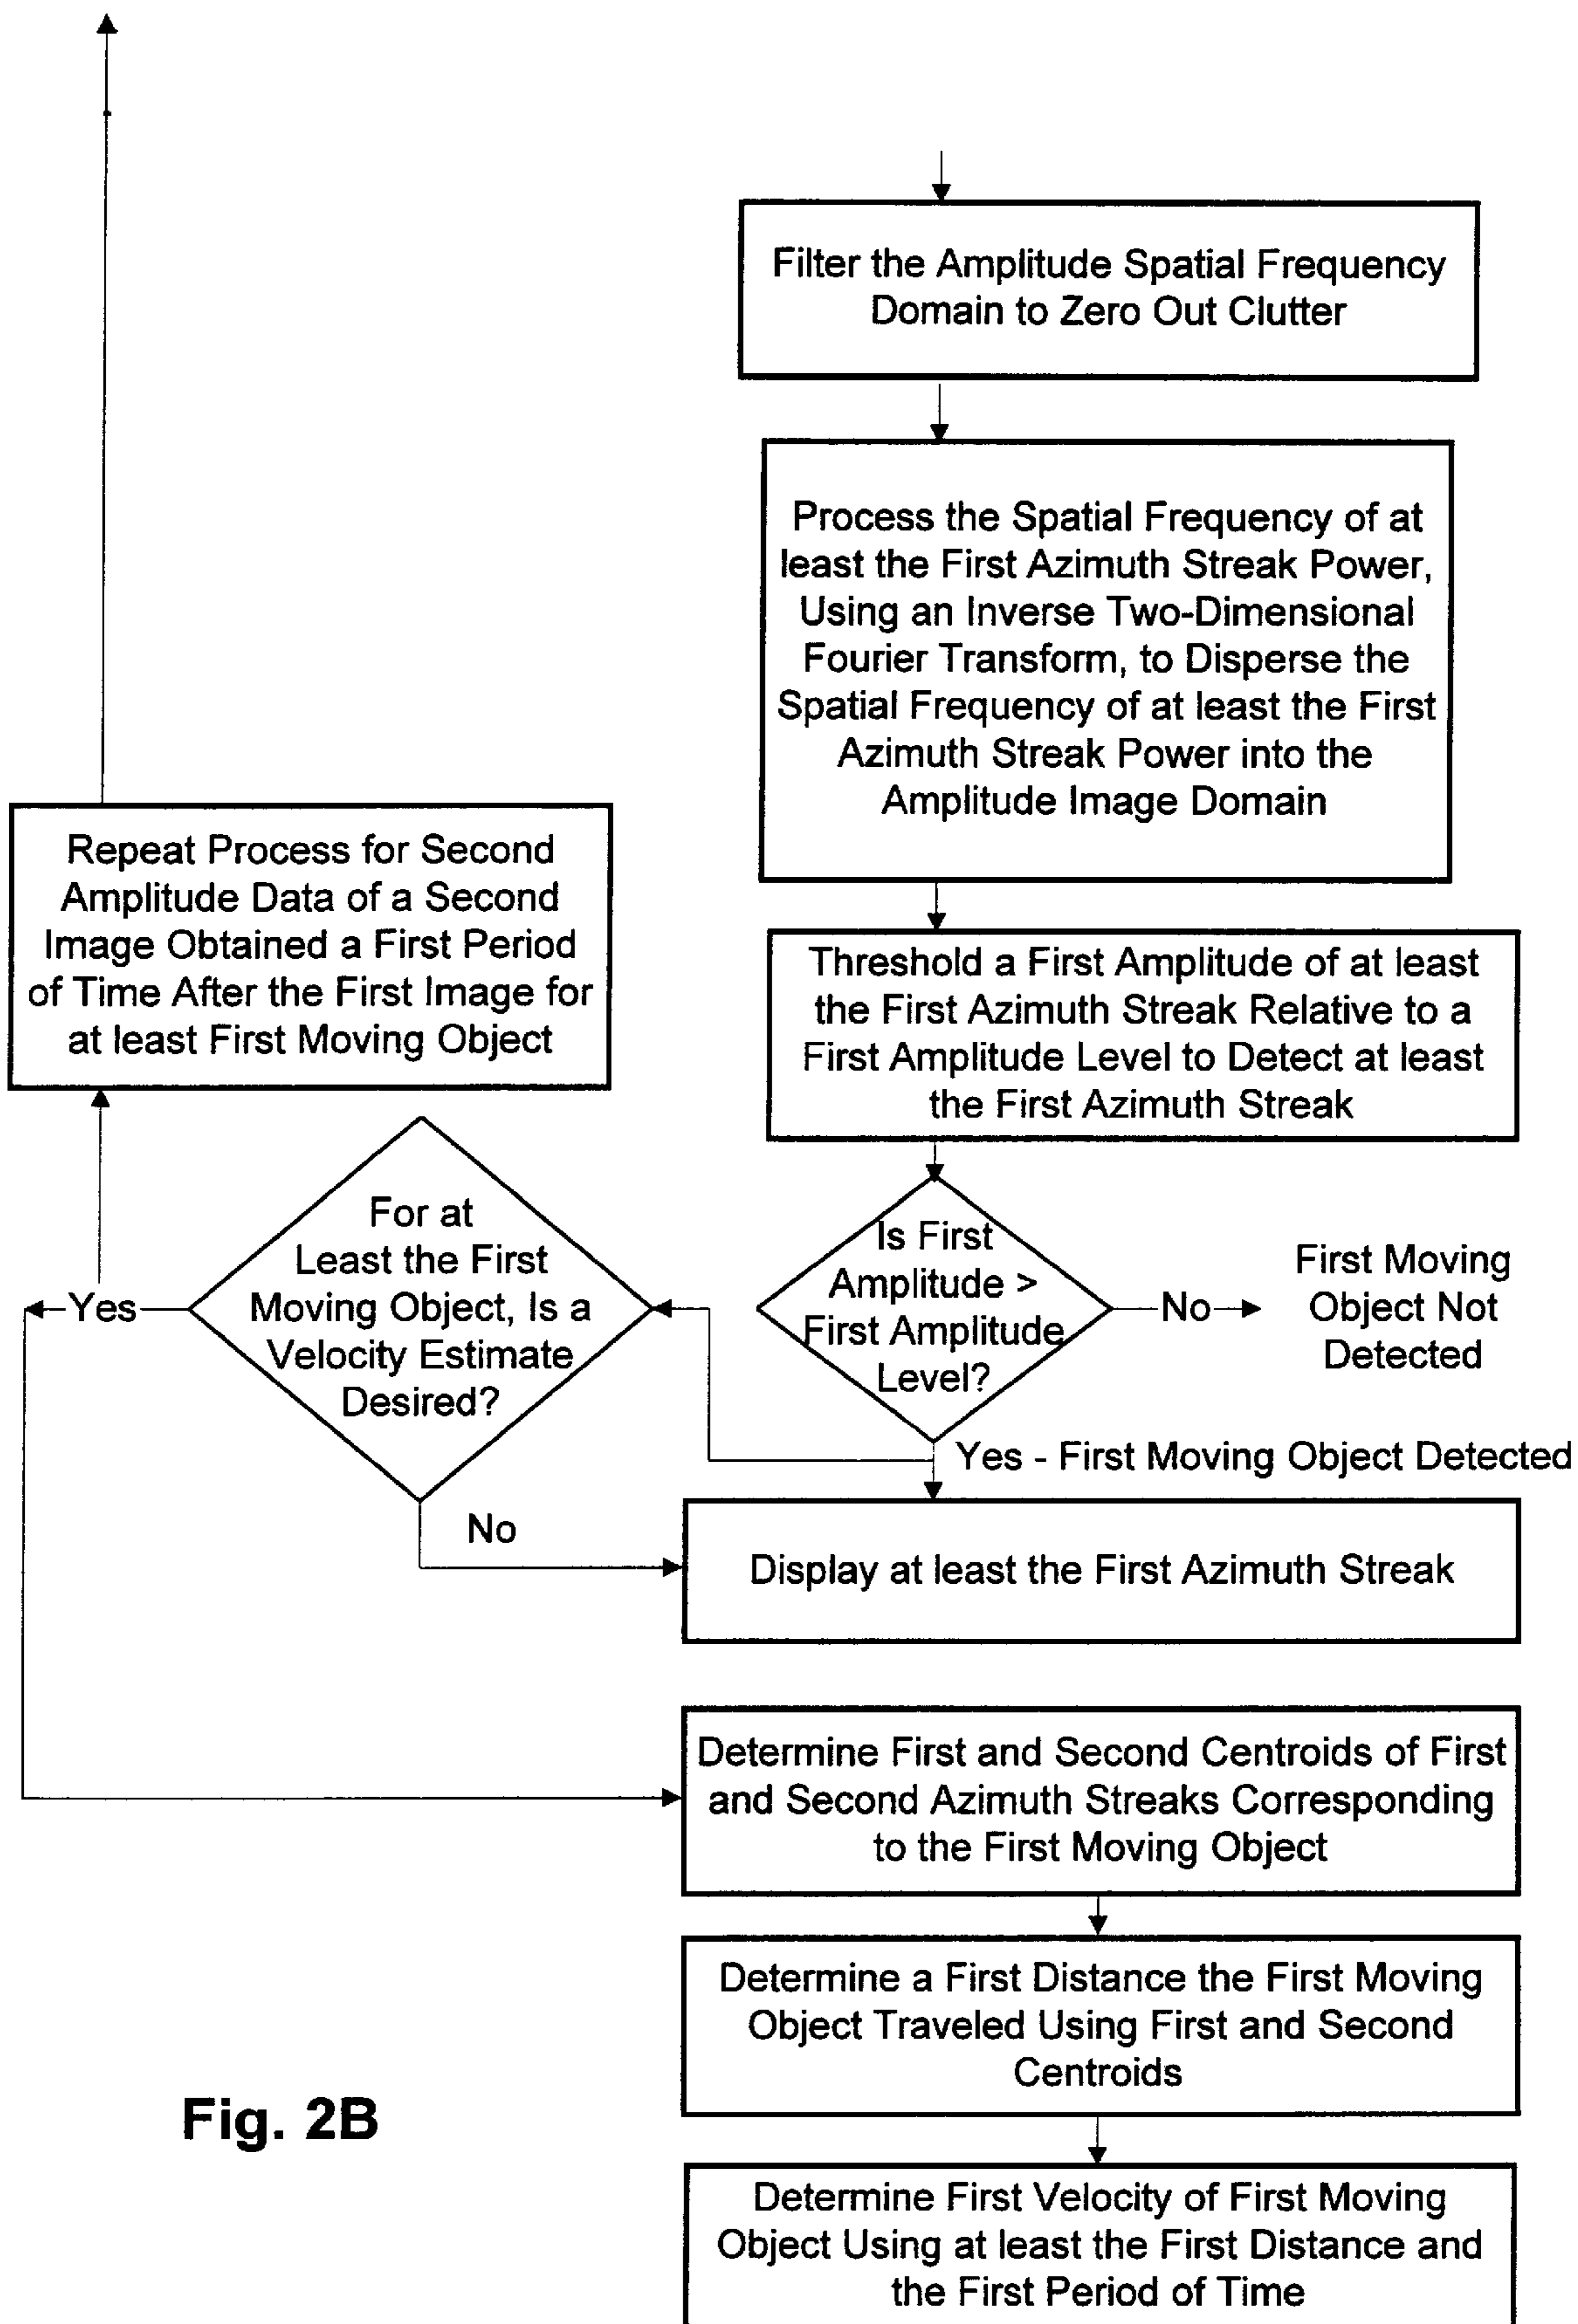 Filter the Amplitude Spatial Frequency
Domain to Zero Out Clutter
Process the Spatial Frequency of at
least the First Azimuth Streak Power,
Using an Inverse Two-Dimensional
Fourier Transform, to Disperse the
Spatial Frequency of at least the First
Azimuth Streak Power into the
Amplitude Image Domain
Repeat Process for Second
Amplitude Data of a Second
Image Obtained a First Period
of Time After the First Image for
at least First Moving Object
Threshold a First Amplitude of at least
the First Azimuth Streak Relative to a
First Amplitude Level to Detect at least
the First Azimuth Streak
For at
Least the First
Moving Object, Is a
Velocity Estimate
Desired?
Yes
Is First
Amplitude >
First Amplitude
Level?
No
First Moving
Object Not
Detected
Yes - First Moving Object Detected
No
Display at least the First Azimuth Streak
Determine First and Second Centroids of First
and Second Azimuth Streaks Corresponding
to the First Moving Object
Determine a First Distance the First Moving
Object Traveled Using First and Second
Centroids
Fig. 2B
Determine First Velocity of First Moving
Object Using at least the First Distance and
the First Period of Time